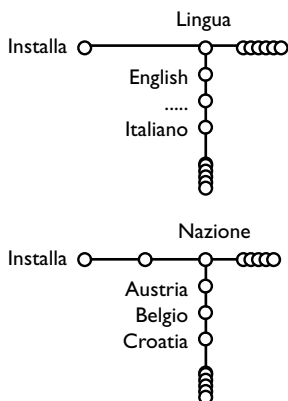 Lingua
Installa
English
.....
Italiano
Nazione
Installa
Austria
Belgio
Croatia